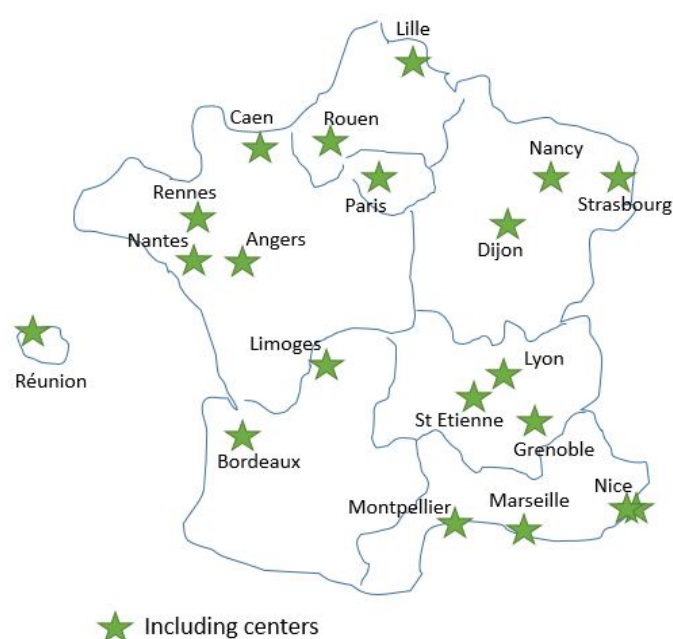 Lille
Caen
Rouen
Nancy
Rennes
Paris
Strasbourg
Nantes
Angers
Dijon
Limoges
Lyon
Réunion
St Etienne
Grenoble
Bordeaux
Montpellier
Marseille
Nice
Including centers